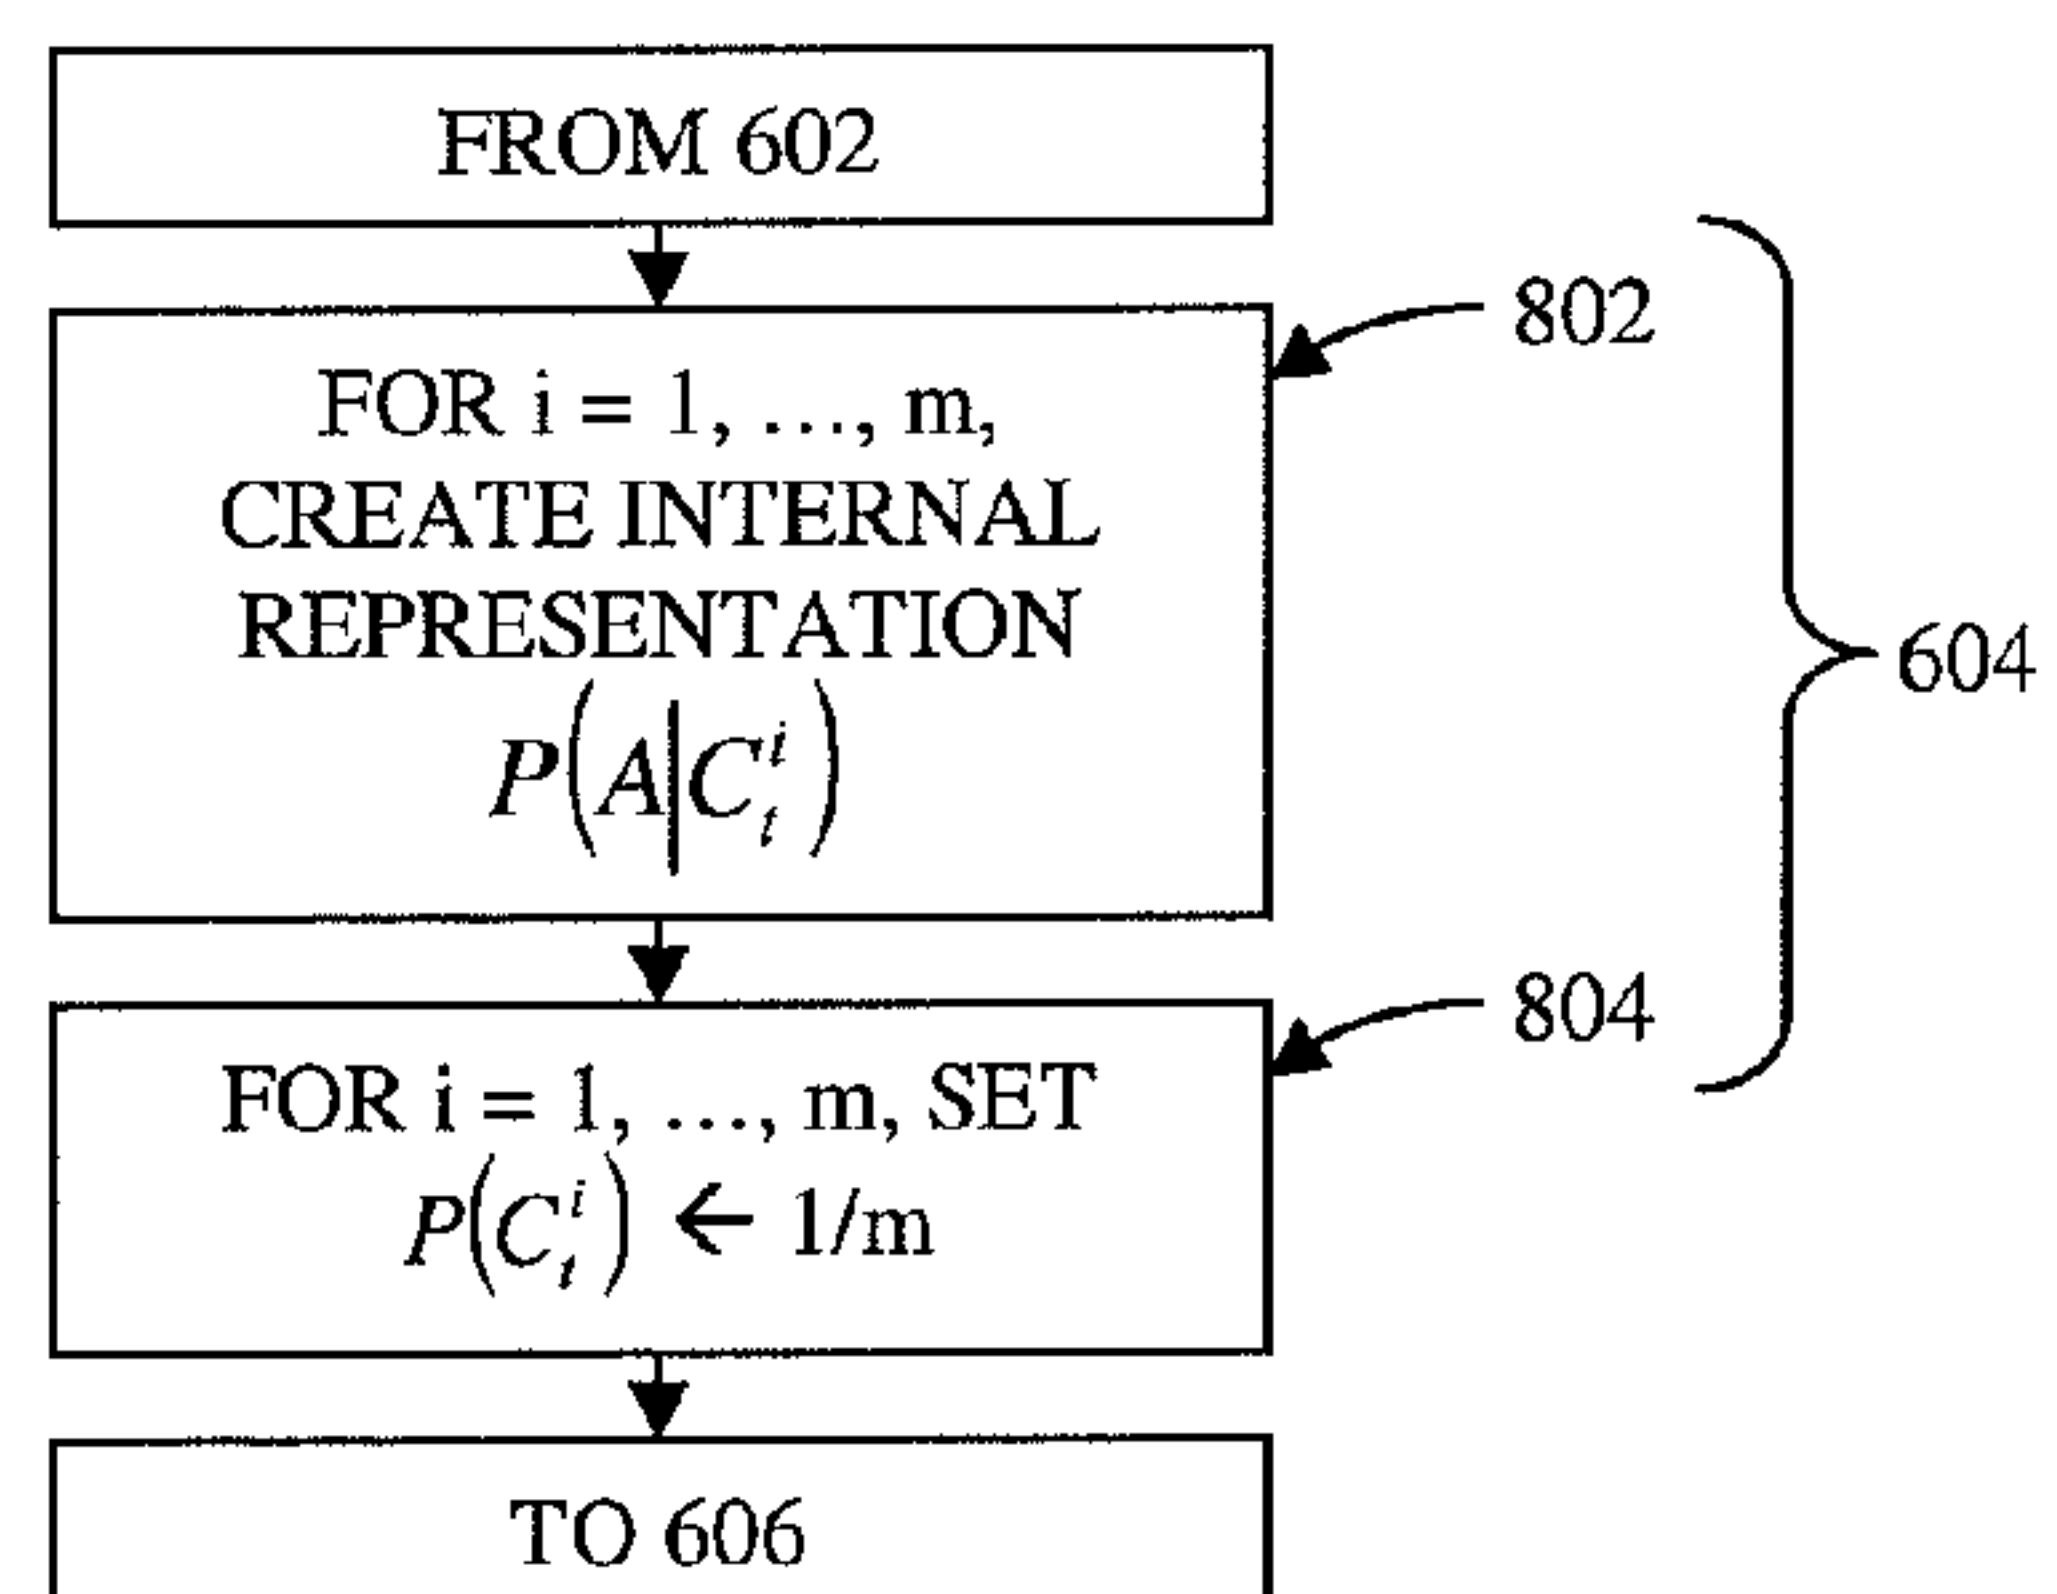 FROM 602
802
FOR i = 1, ..., m,
CREATE INTERNAL
REPRESENTATION
P(A|C_t^i)
604
804
FOR i = 1, ..., m, SET
P(C_t^i) ← 1/m
TO 606